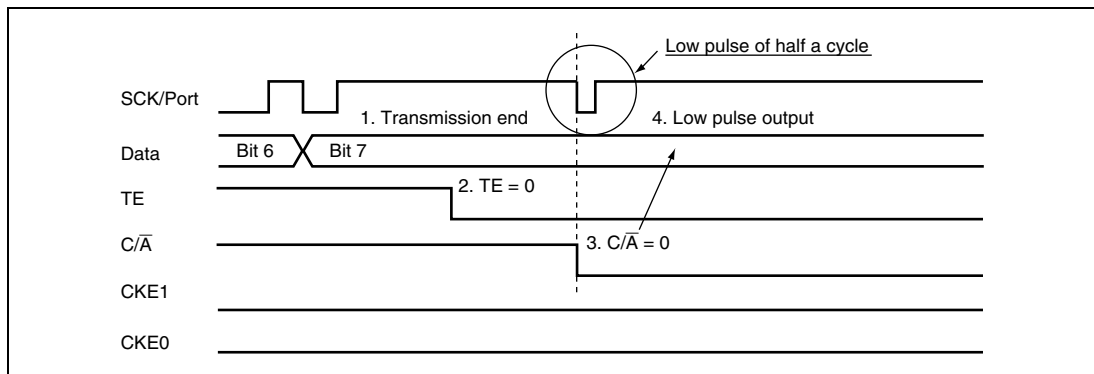 Low pulse of half a cycle
SCK/Port
1. Transmission end
4. Low pulse output
Data
Bit 6
Bit 7
TE
2. TE = 0
C/A̅
3. C/A̅ = 0
CKE1
CKE0